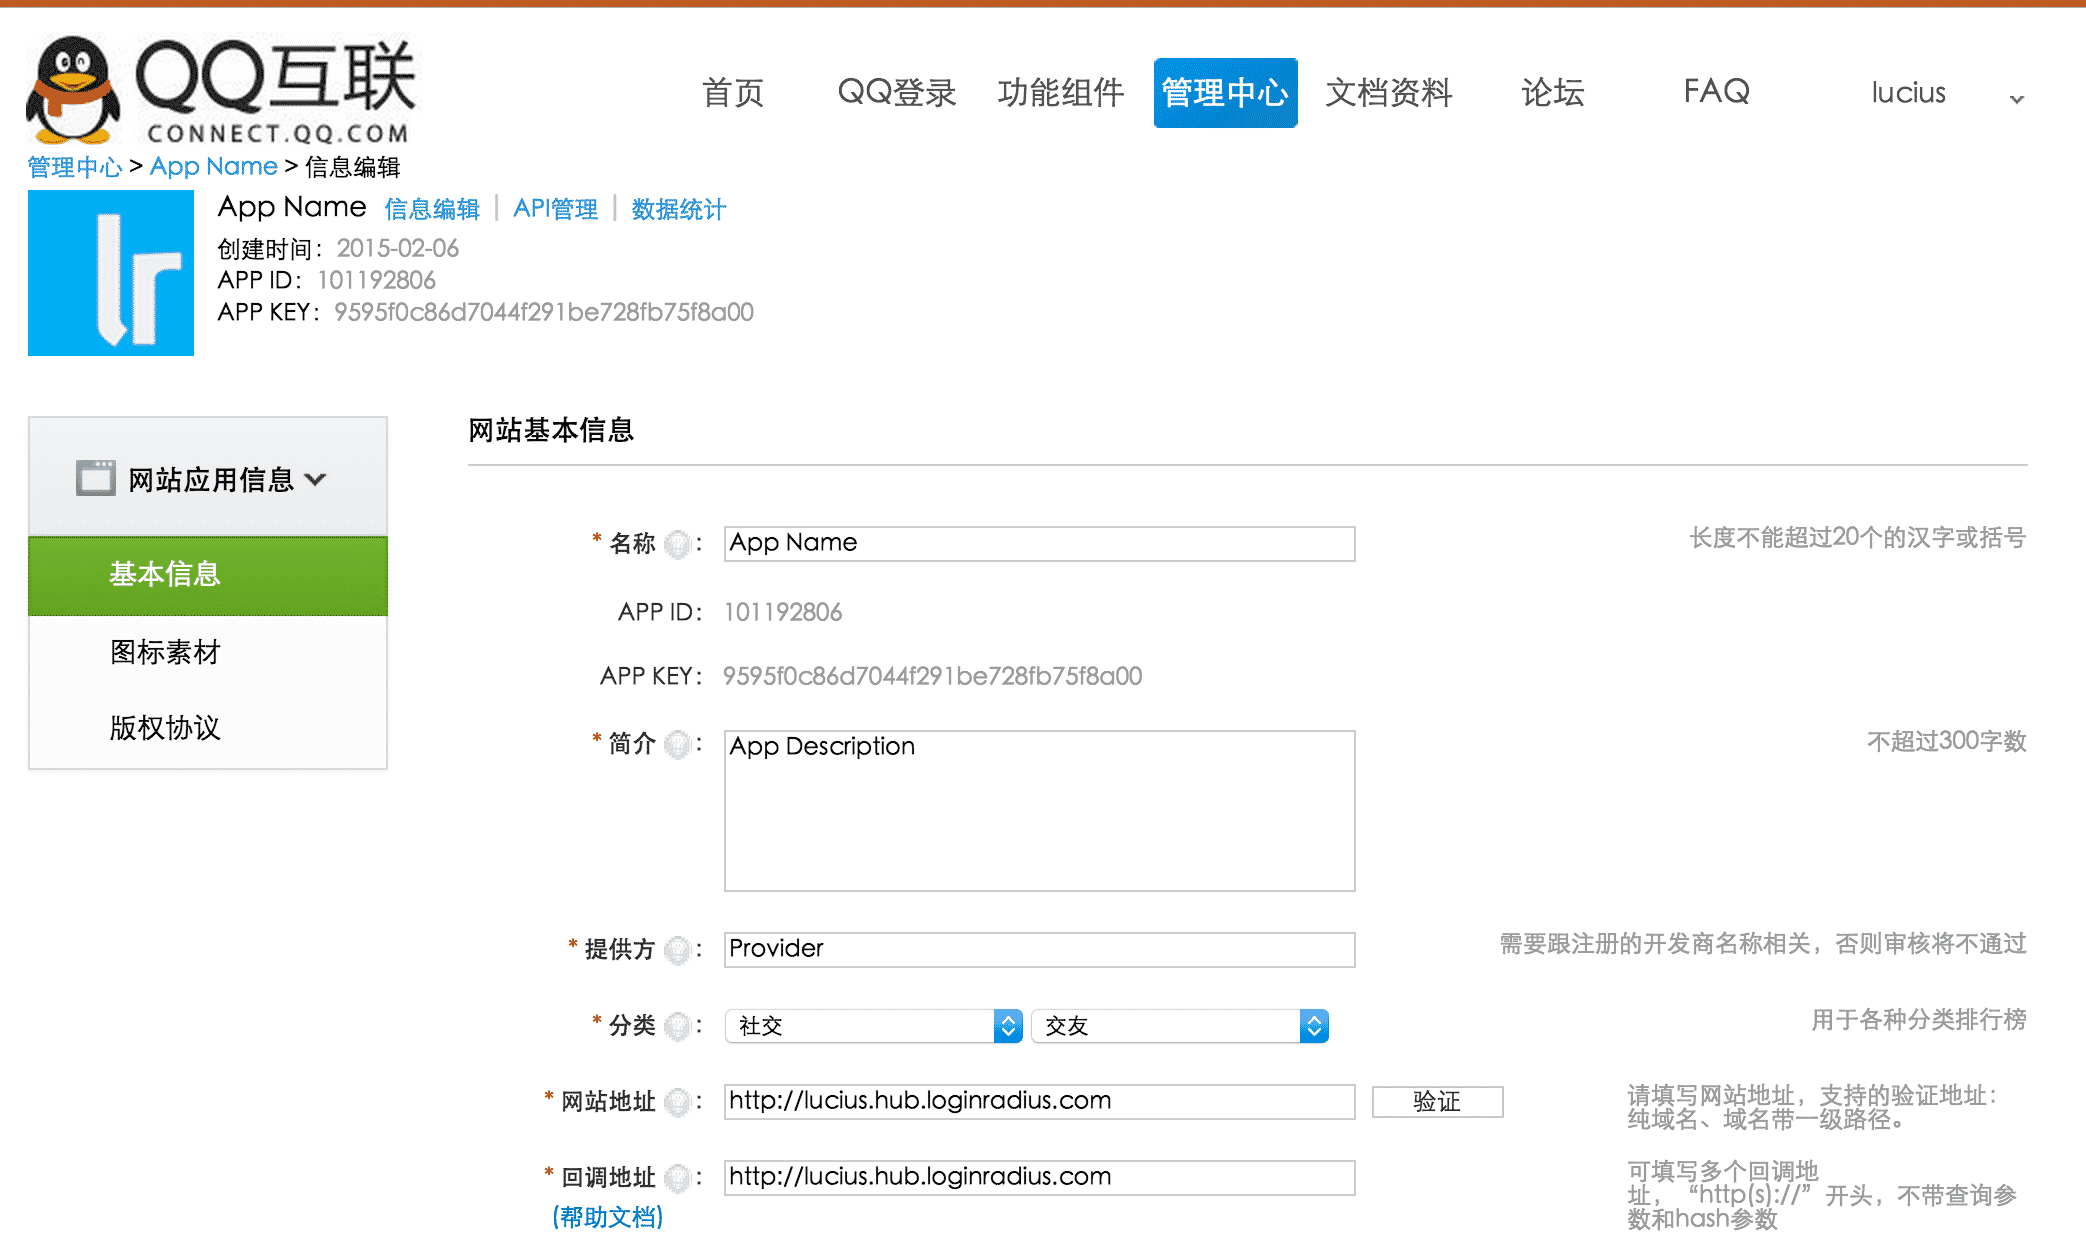 QQ互联
CONNECT.QQ.COM
首页 QQ登录 功能组件 管理中心 文档资料 论坛 FAQ lucius
管理中心 > App Name > 信息编辑
lr
App Name 信息编辑 | API管理 | 数据统计
创建时间： 2015-02-06
APP ID： 101192806
APP KEY： 9595f0c86d7044f291be728fb75f8a00
网站应用信息
基本信息
图标素材
版权协议
网站基本信息
* 名称 ： App Name 长度不能超过20个的汉字或括号
APP ID： 101192806
APP KEY： 9595f0c86d7044f291be728fb75f8a00
* 简介 ： App Description 不超过300字数
* 提供方 ： Provider 需要跟注册的开发商名称相关，否则审核将不通过
* 分类 ： 社交 交友 用于各种分类排行榜
* 网站地址 ： http://lucius.hub.loginradius.com 验证 请填写网站地址，支持的验证地址：
纯域名、域名带一级路径。
* 回调地址 ： http://lucius.hub.loginradius.com 可填写多个回调地
址，“http(s)://”开头，不带查询参
数和hash参数
(帮助文档)